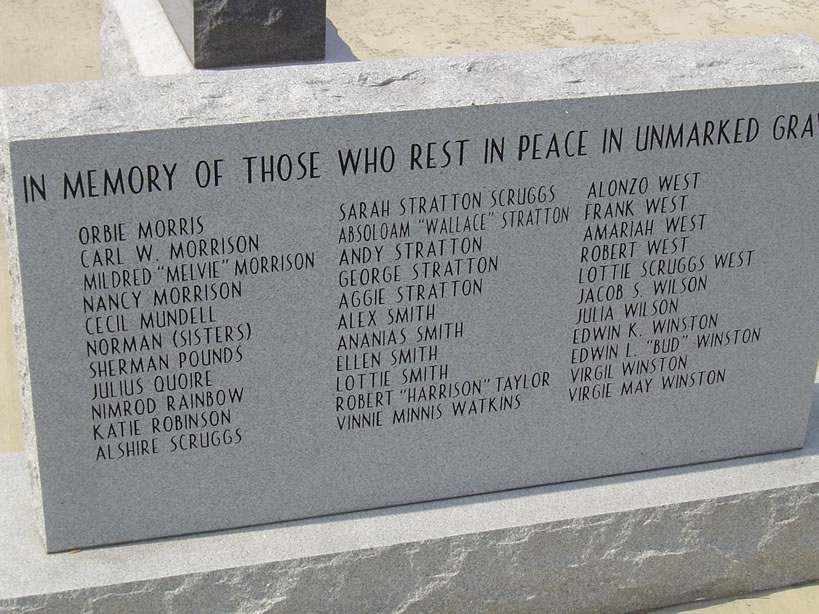 IN MEMORY OF THOSE WHO REST IN PEACE IN UNMARKED GRA
ORBIE MORRIS
CARL W. MORRISON
MILDRED "MELVIE" MORRISON
NANCY MORRISON
CECIL MUNDELL
NORMAN (SISTERS)
SHERMAN POUNDS
JULIUS QUOIRE
NIMROD RAINBOW
KATIE ROBINSON
ALSHIRE SCRUGGS
SARAH STRATTON SCRUGGS
ABSOLOAM "WALLACE" STRATTON
ANDY STRATTON
GEORGE STRATTON
AGGIE STRATTON
ALEX SMITH
ANANIAS SMITH
ELLEN SMITH
LOTTIE SMITH
ROBERT "HARRISON" TAYLOR
VINNIE MINNIS WATKINS
ALONZO WEST
FRANK WEST
AMARIAH WEST
ROBERT WEST
LOTTIE SCRUGGS WEST
JACOB S. WILSON
JULIA WILSON
EDWIN K. WINSTON
EDWIN L. "BUD" WINSTON
VIRGIL WINSTON
VIRGIE MAY WINSTON